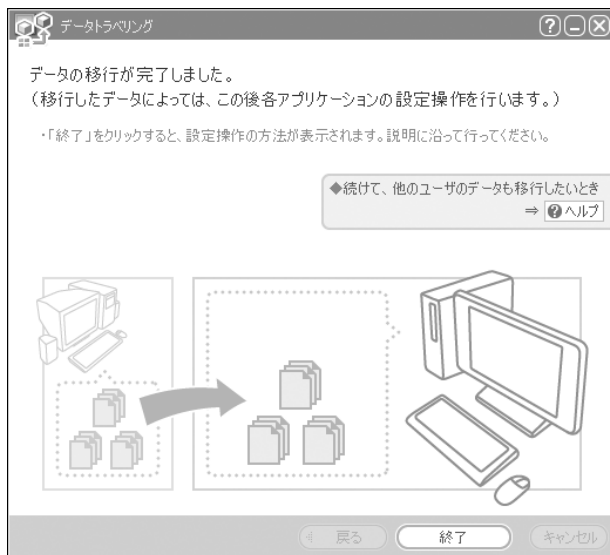 データトラベリング
データの移行が完了しました。
（移行したデータによっては、この後各アプリケーションの設定操作を行います。）
・「終了」をクリックすると、設定操作の方法が表示されます。説明に沿って行ってください。
◆続けて、他のユーザのデータも移行したいとき
⇒ ?ヘルプ
戻る
終了
キャンセル